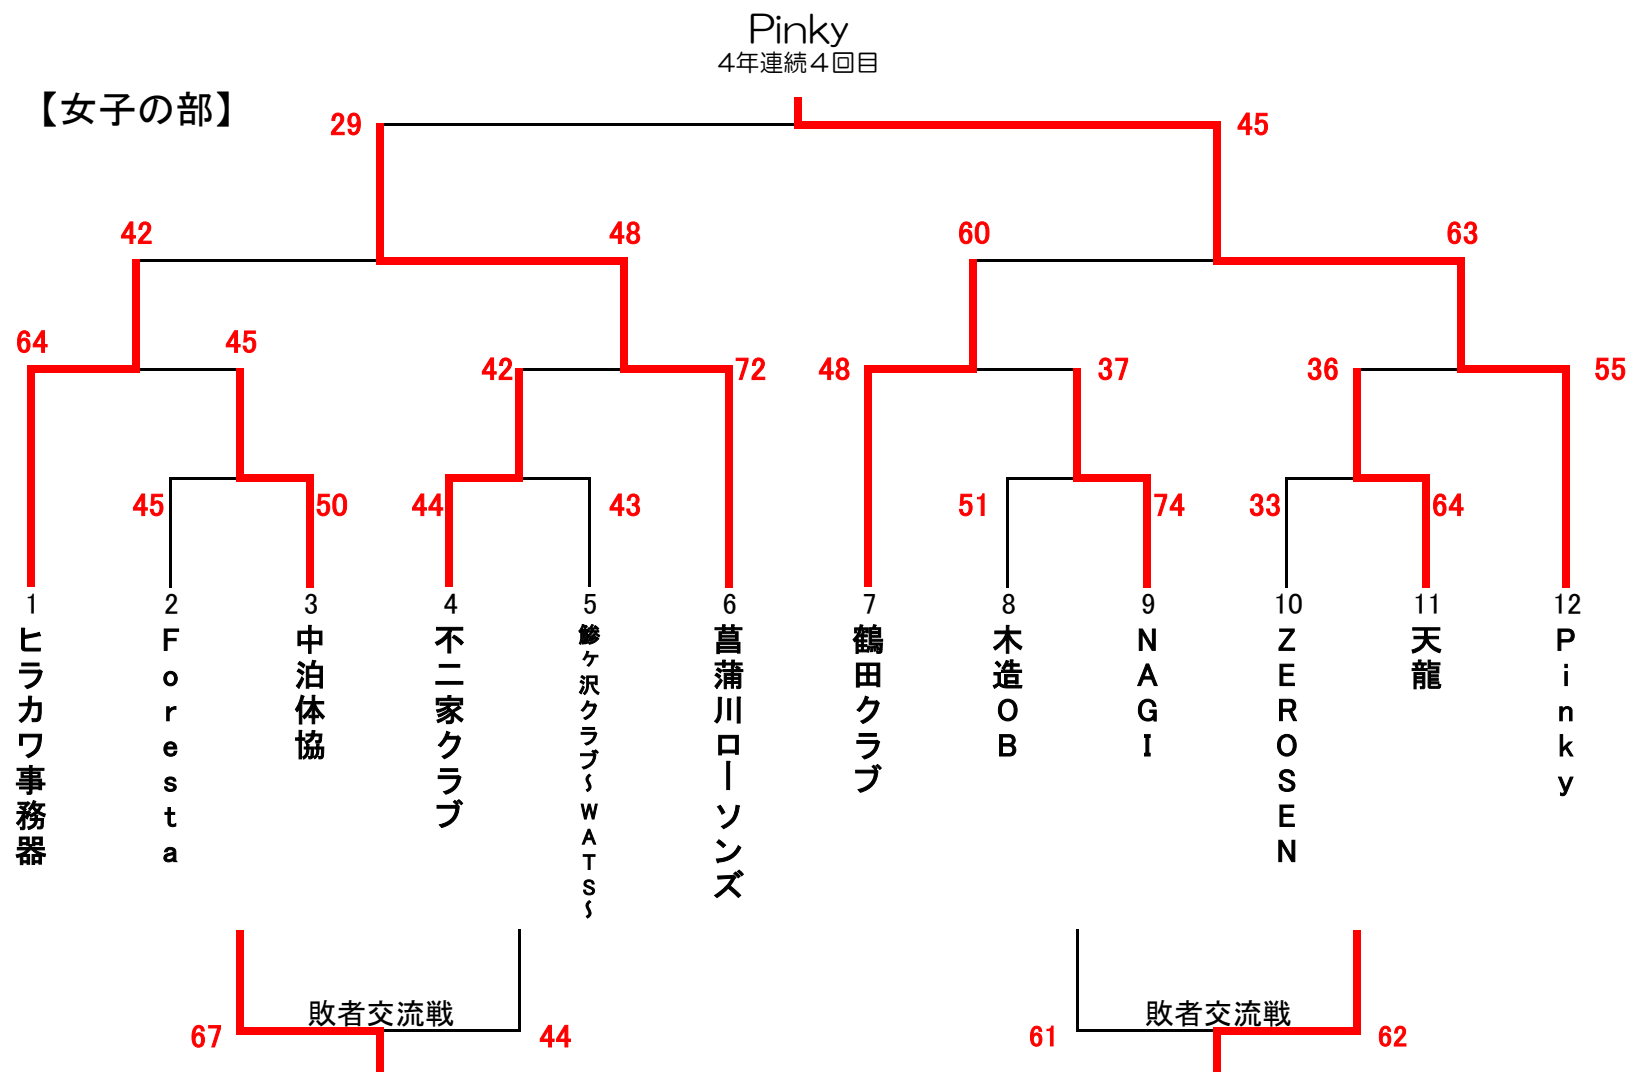 Pinky
4年連続4回目
【女子の部】
29
45
42
48
60
63
64
45
42
72
48
37
36
55
45
50
44
43
51
74
33
64
1
2
3
4
5
6
7
8
9
10
11
12
ヒラカワ事務器
Foresta
中泊体協
不二家クラブ
鰺ヶ沢クラブ～WATS～
菖蒲川ローソンズ
鶴田クラブ
木造OB
NAGI
ZEROSEN
天龍
Pinky
敗者交流戦
敗者交流戦
67
44
61
62